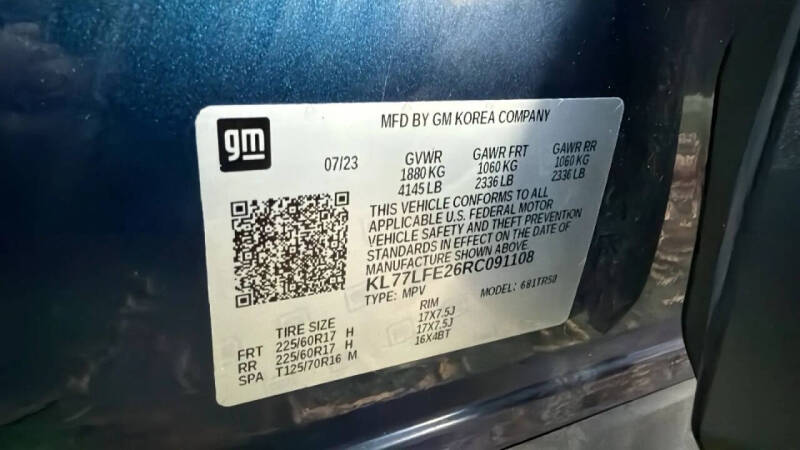 gm
MFD BY GM KOREA COMPANY
07/23
GVWR GAWR FRT GAWR RR
1880 KG 1060 KG 1060 KG
4145 LB 2336 LB 2336 LB
THIS VEHICLE CONFORMS TO ALL
APPLICABLE U.S. FEDERAL MOTOR
VEHICLE SAFETY AND THEFT PREVENTION
STANDARDS IN EFFECT ON THE DATE OF
MANUFACTURE SHOWN ABOVE.
KL77LFE26RC091108
TYPE: MPV MODEL: 681TR58
TIRE SIZE RIM
FRT 225/60R17 H 17X7.5J
RR 225/60R17 H 17X7.5J
SPA T125/70R16 M 16X4BT